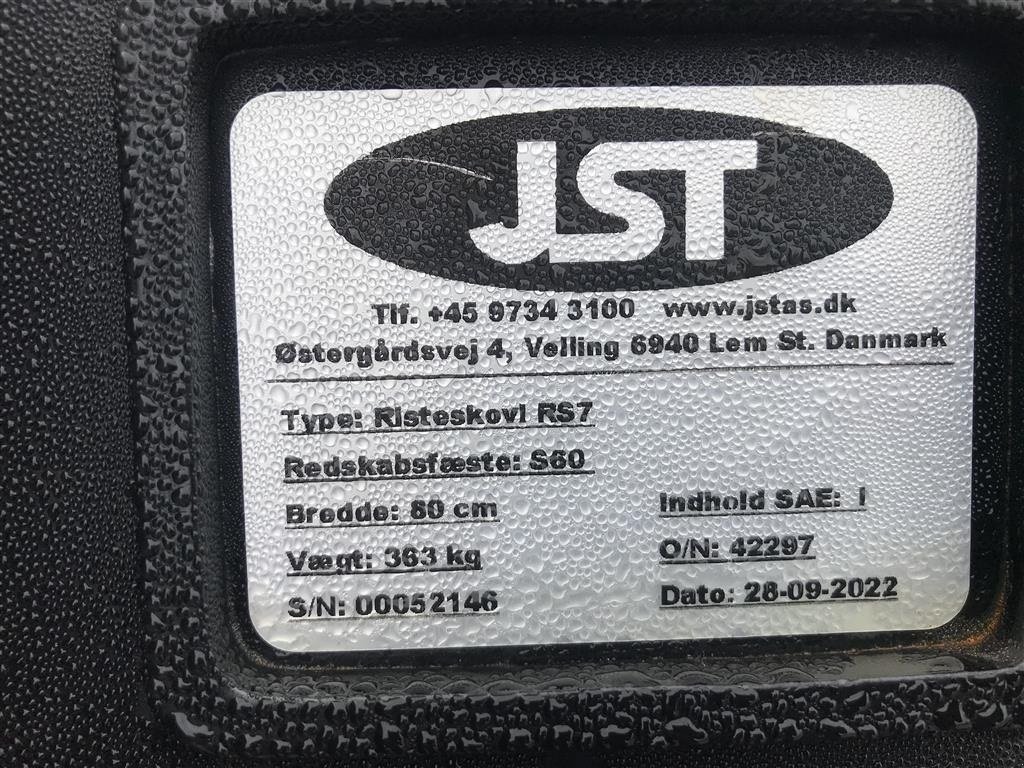 JST
Tlf. +45 9734 3100 www.jstas.dk
Østergårdsvej 4, Velling 6940 Lem St. Danmark
Type: Risteskovl RS7
Redskabsfæste: S60
Bredde: 80 cm
Indhold SAE: l
Vægt: 363 kg
O/N: 42297
S/N: 00052146
Dato: 28-09-2022